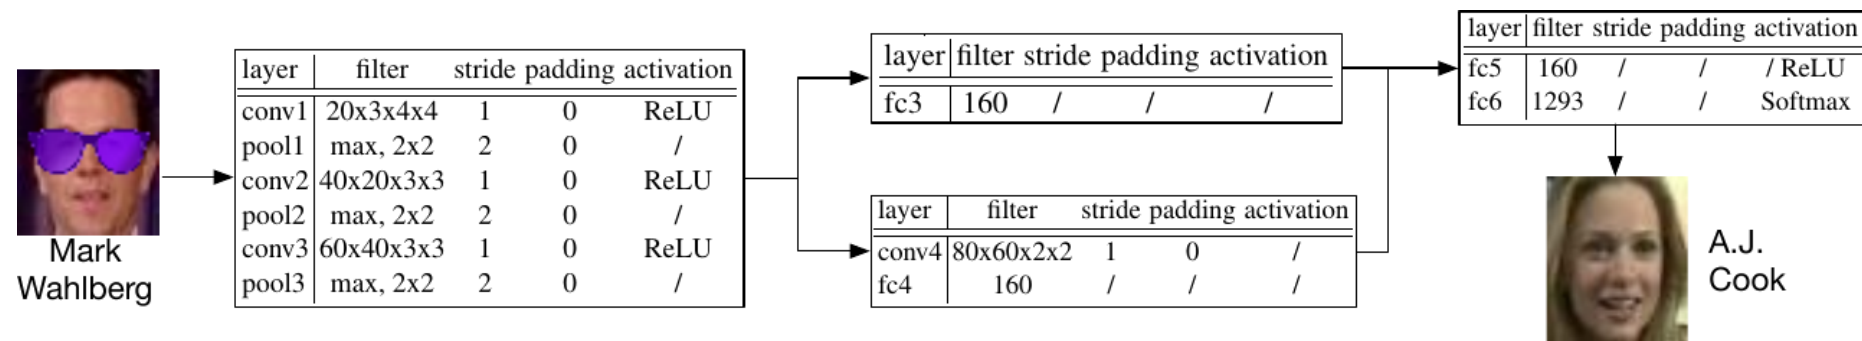 Mark
Wahlberg
layer filter stride padding activation
conv1 20x3x4x4 1 0 ReLU
pool1 max, 2x2 2 0 /
conv2 40x20x3x3 1 0 ReLU
pool2 max, 2x2 2 0 /
conv3 60x40x3x3 1 0 ReLU
pool3 max, 2x2 2 0 /
layer filter stride padding activation
fc3 160 / / /
layer filter stride padding activation
conv4 80x60x2x2 1 0 /
fc4 160 / / /
layer filter stride padding activation
fc5 160 / / / ReLU
fc6 1293 / / Softmax
A.J.
Cook